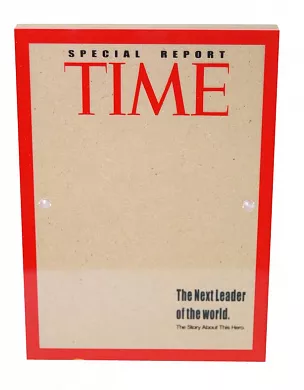 SPECIAL REPORT
TIME
The Next Leader
of the world.
The Story About This Hero.